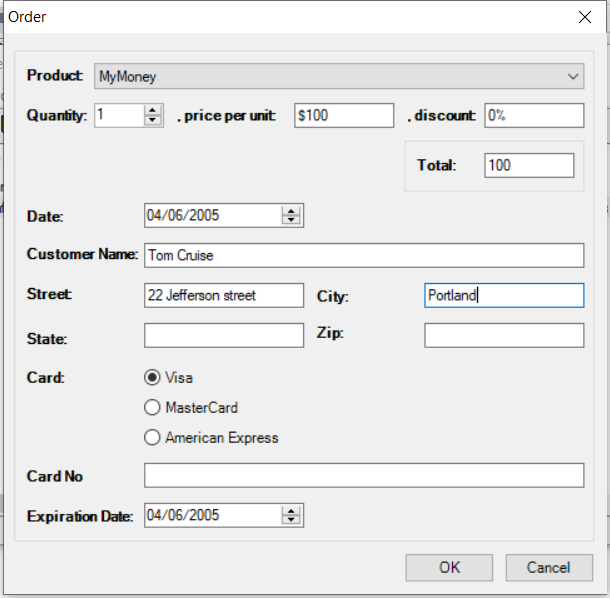 Order
Product: MyMoney
Quantity: 1 . price per unit: $100 . discount: 0%
Total: 100
Date: 04/06/2005
Customer Name: Tom Cruise
Street: 22 Jefferson street City: Portland
State: Zip:
Card: Visa
MasterCard
American Express
Card No
Expiration Date: 04/06/2005
OK Cancel